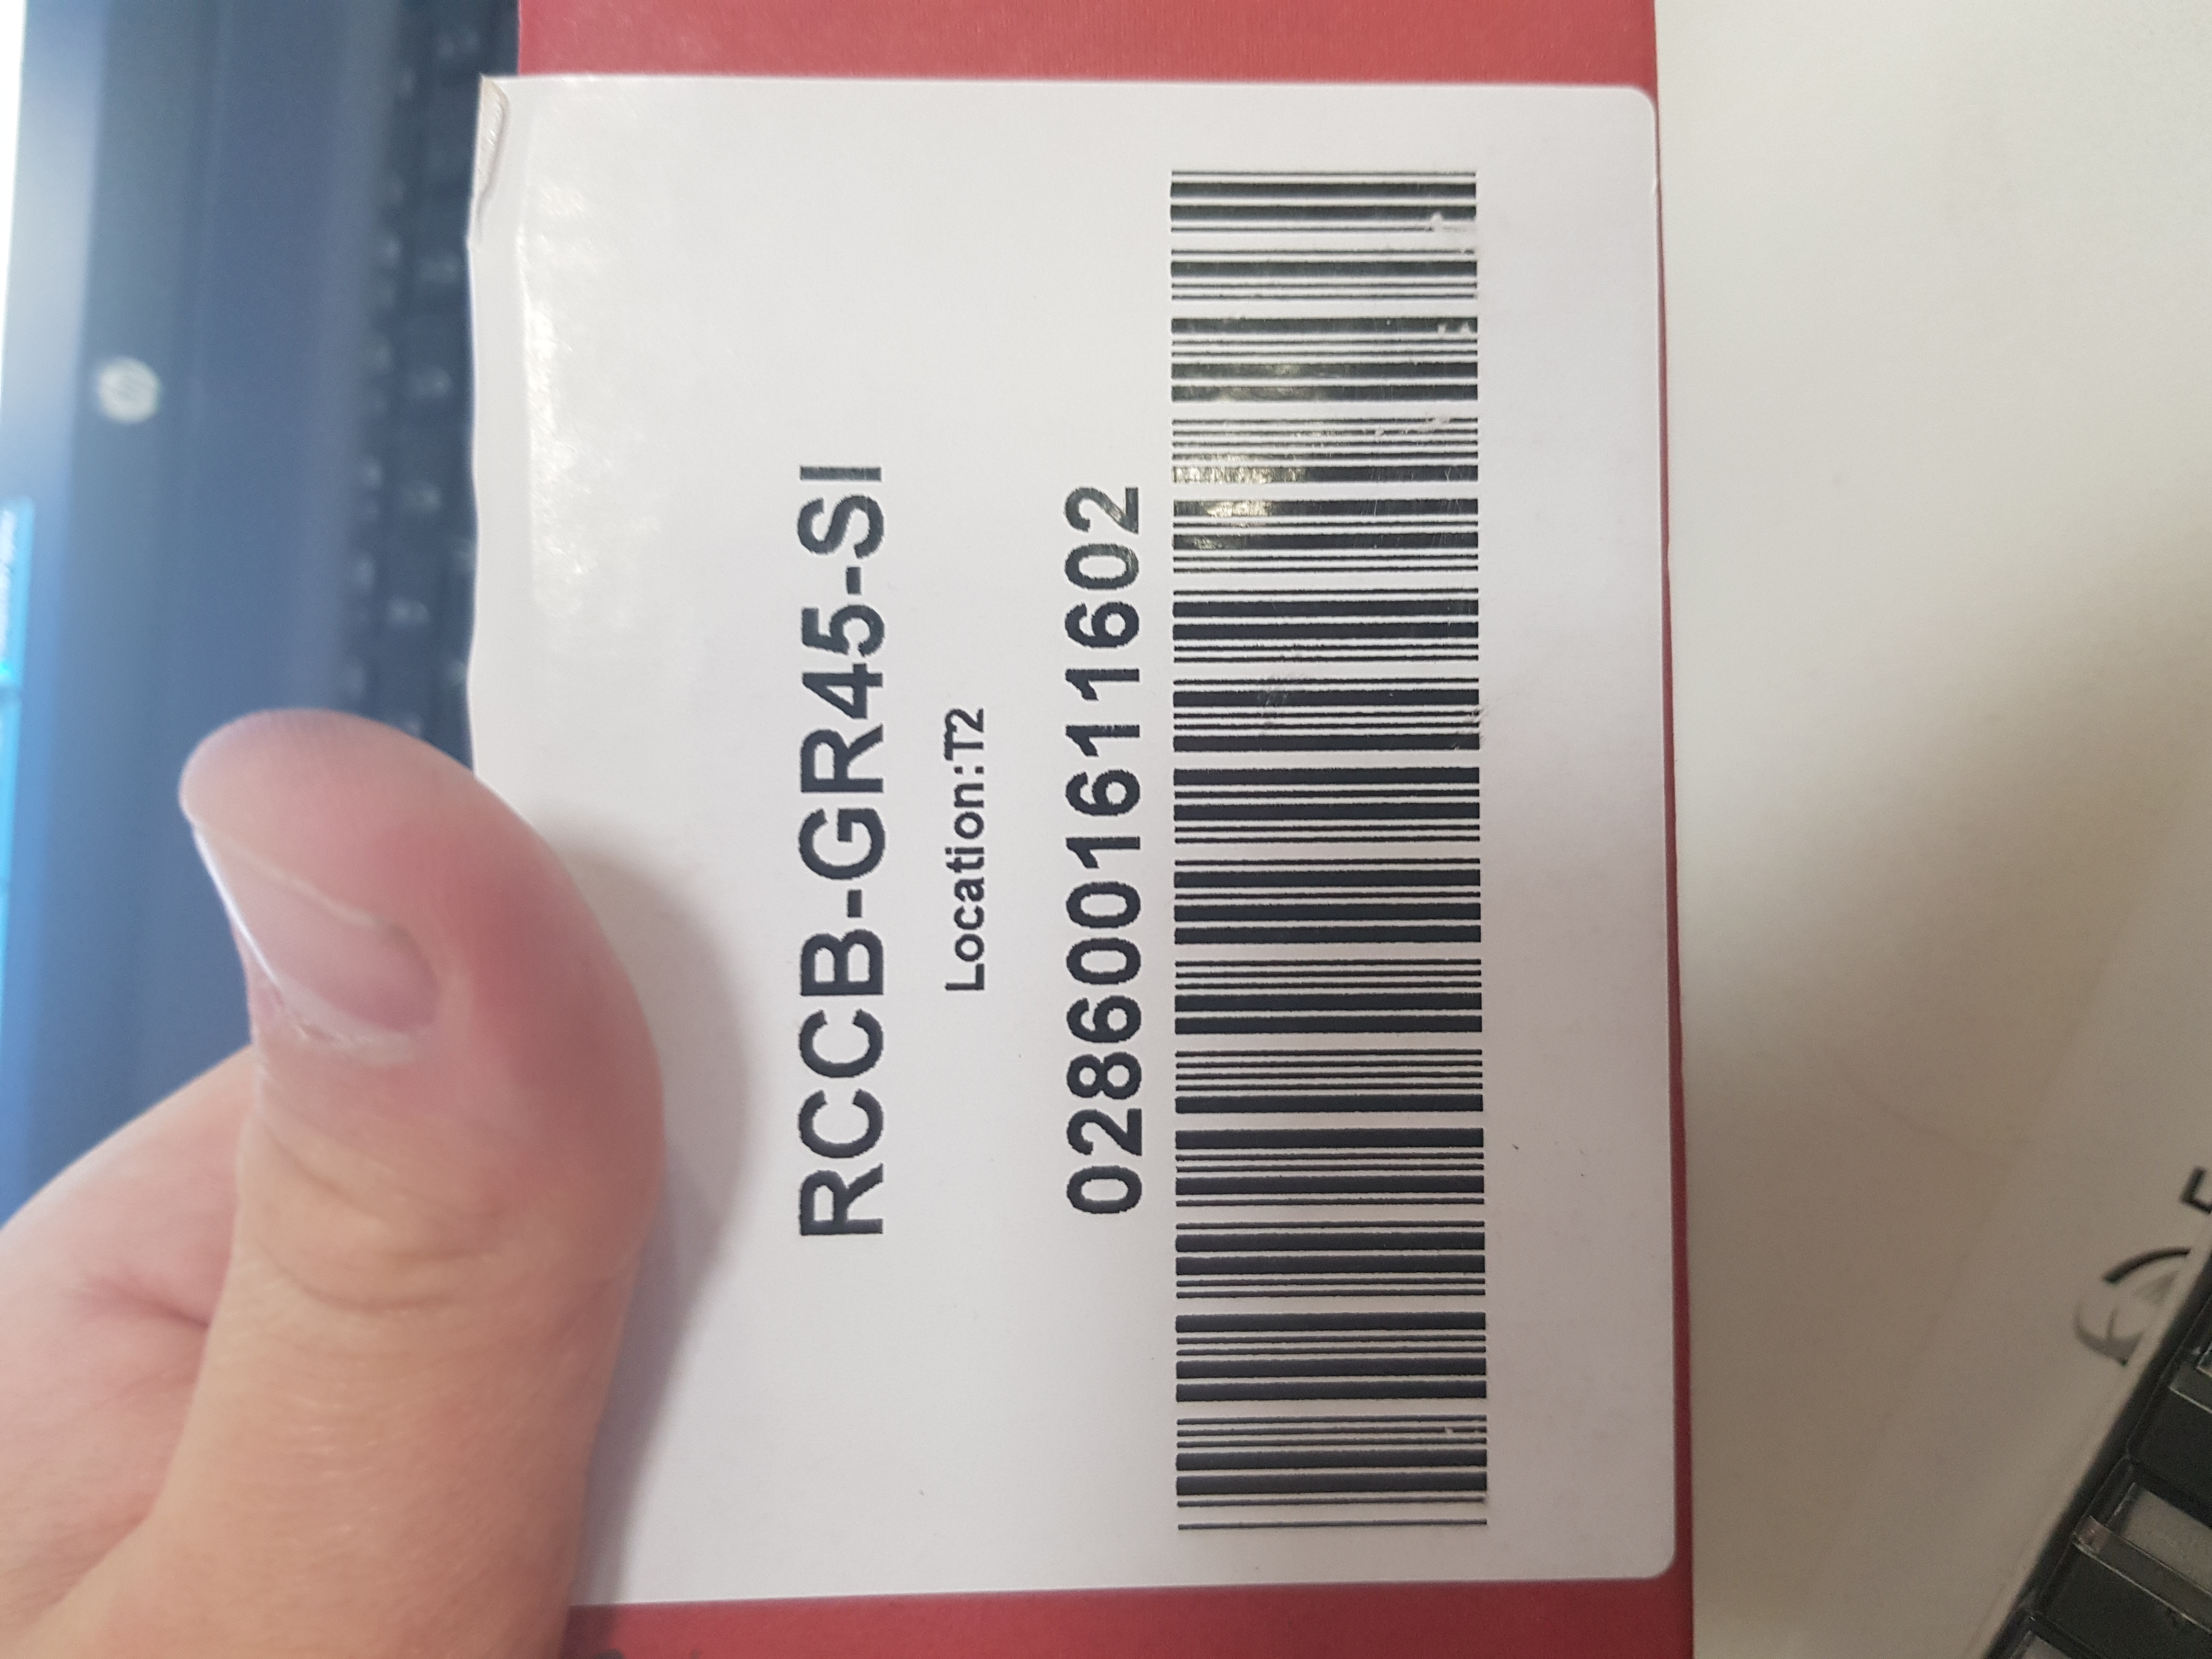 RCCB-GR45-SI
Location:T2
0286001611602